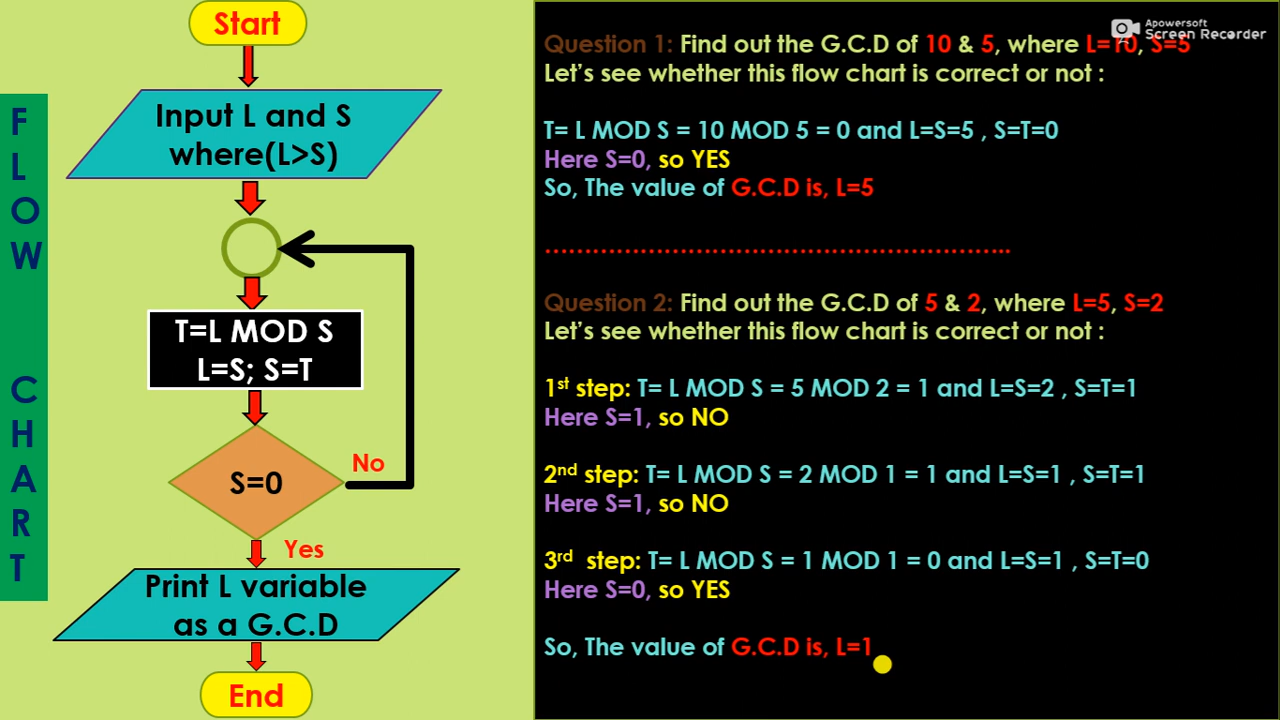 FLOW CHART
Start
Input L and S
where(L>S)
T=L MOD S
L=S; S=T
S=0
No
Yes
Print L variable
as a G.C.D
End
Apowersoft
Screen Recorder
Question 1: Find out the G.C.D of 10 & 5, where L=10, S=5
Let's see whether this flow chart is correct or not :
T= L MOD S = 10 MOD 5 = 0 and L=S=5 , S=T=0
Here S=0, so YES
So, The value of G.C.D is, L=5
………………………………………………..
Question 2: Find out the G.C.D of 5 & 2, where L=5, S=2
Let's see whether this flow chart is correct or not :
1st step: T= L MOD S = 5 MOD 2 = 1 and L=S=2 , S=T=1
Here S=1, so NO
2nd step: T= L MOD S = 2 MOD 1 = 1 and L=S=1 , S=T=1
Here S=1, so NO
3rd step: T= L MOD S = 1 MOD 1 = 0 and L=S=1 , S=T=0
Here S=0, so YES
So, The value of G.C.D is, L=1